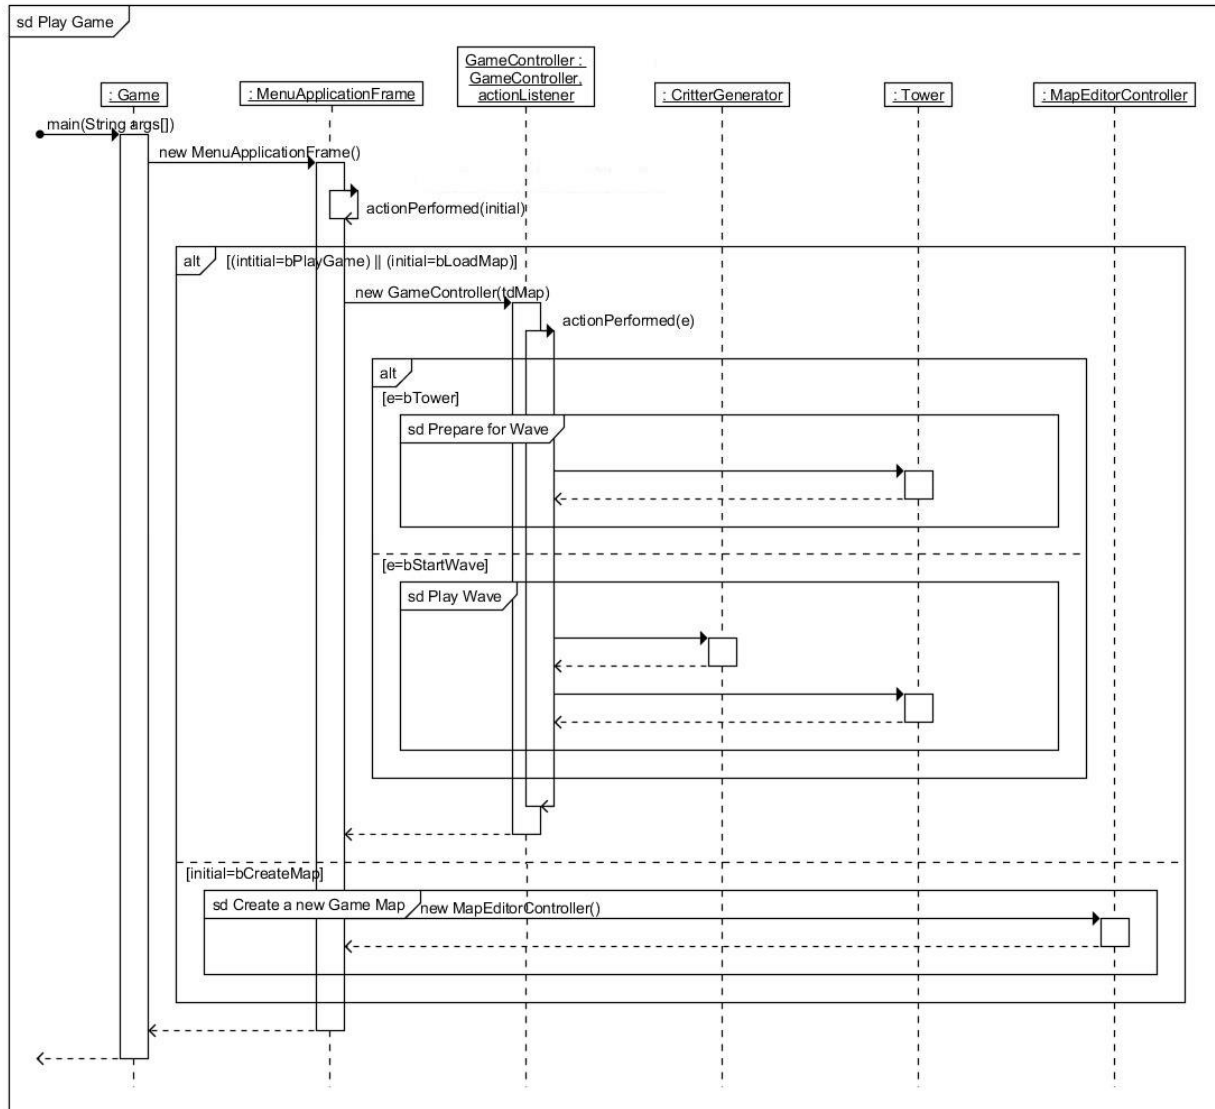 sd Play Game
GameController :
GameController,
actionListener
: Game
: MenuApplicationFrame
: CritterGenerator
: Tower
: MapEditorController
main(String args[])
new MenuApplicationFrame()
actionPerformed(initial)
alt
[(intitial=bPlayGame) || (initial=bLoadMap)]
new GameController(tdMap)
actionPerformed(e)
alt
[e=bTower]
sd Prepare for Wave
[e=bStartWave]
sd Play Wave
[initial=bCreateMap]
sd Create a new Game Map
new MapEditorController()